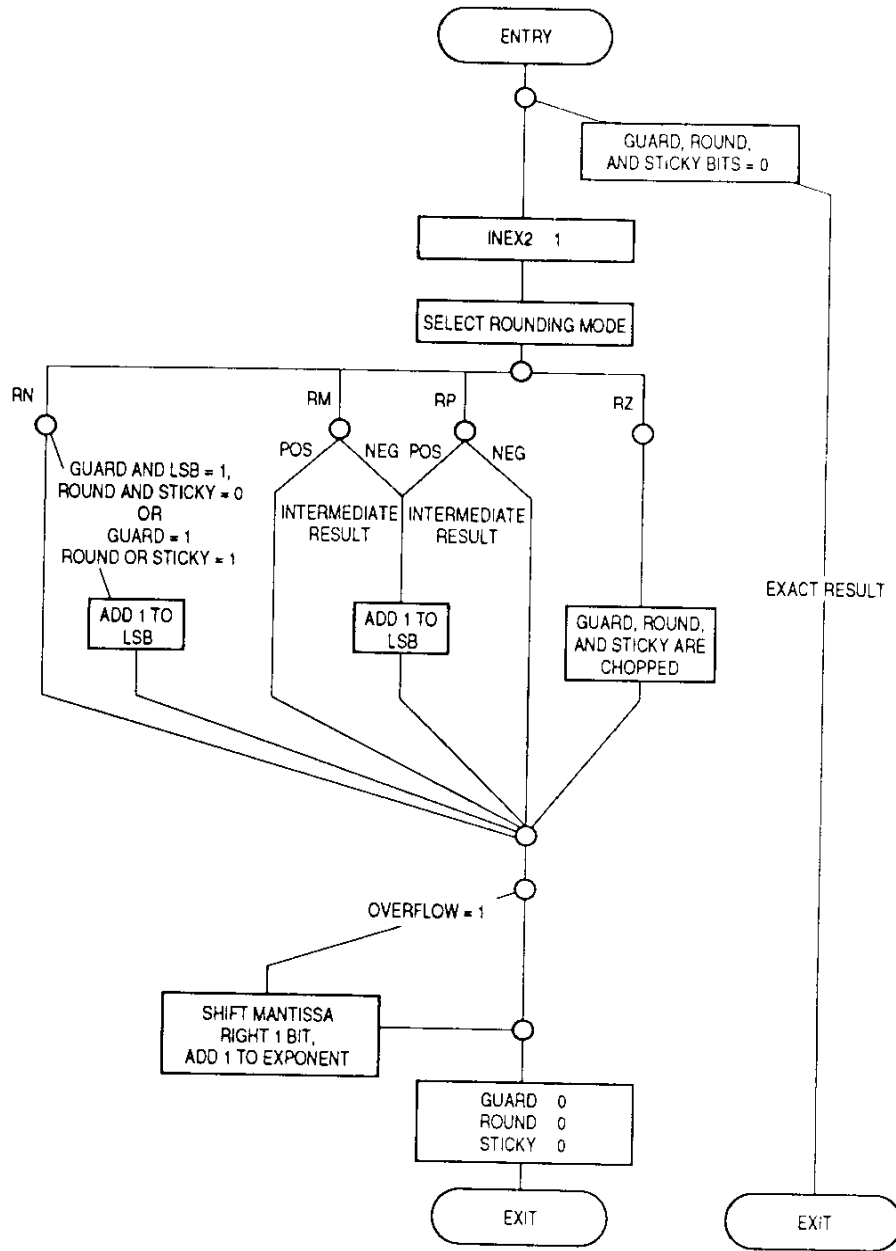 ENTRY
GUARD, ROUND,
AND STICKY BITS = 0
INEX2 1
SELECT ROUNDING MODE
RN
RM
RP
RZ
POS
NEG
POS
NEG
GUARD AND LSB = 1,
ROUND AND STICKY = 0
OR
GUARD = 1
ROUND OR STICKY = 1
INTERMEDIATE
RESULT
INTERMEDIATE
RESULT
EXACT RESULT
ADD 1 TO
LSB
ADD 1 TO
LSB
GUARD, ROUND,
AND STICKY ARE
CHOPPED
OVERFLOW = 1
SHIFT MANTISSA
RIGHT 1 BIT,
ADD 1 TO EXPONENT
GUARD 0
ROUND 0
STICKY 0
EXIT
EXIT